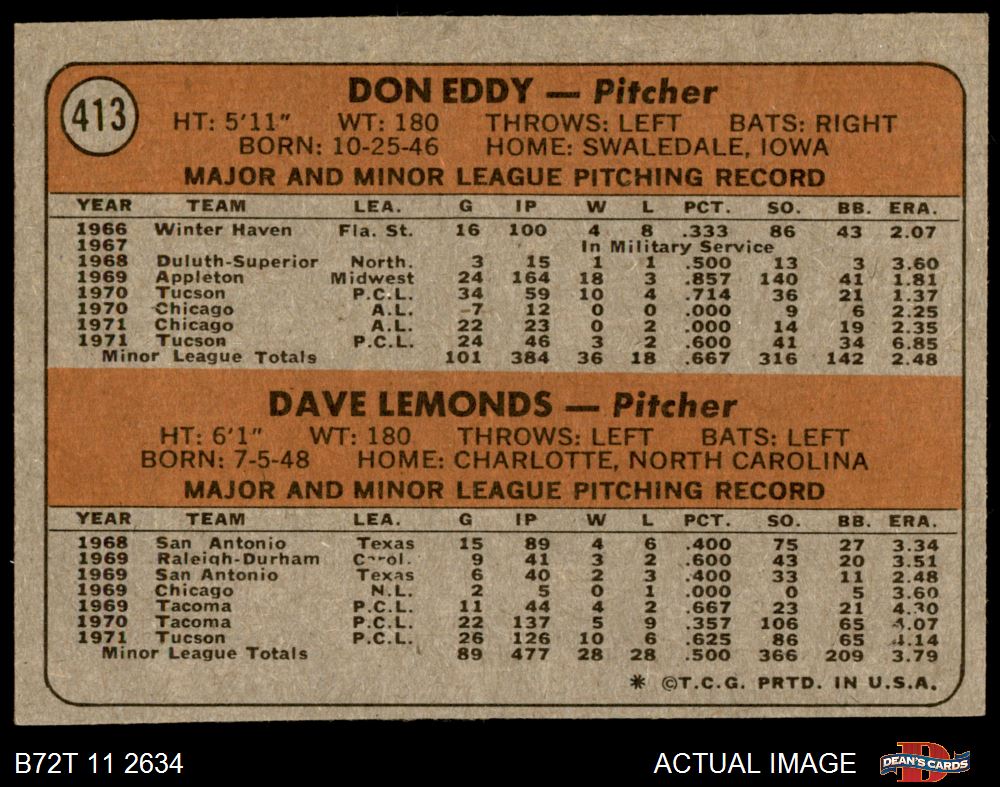 413
DON EDDY — Pitcher
HT: 5'11" WT: 180 THROWS: LEFT BATS: RIGHT
BORN: 10-25-46 HOME: SWALEDALE, IOWA
MAJOR AND MINOR LEAGUE PITCHING RECORD
YEAR TEAM LEA. G IP W L PCT. SO. BB. ERA.
1966 Winter Haven Fla. St. 16 100 4 8 .333 86 43 2.07
1967 In Military Service
1968 Duluth-Superior North. 3 15 1 1 .500 13 3 3.60
1969 Appleton Midwest 24 164 18 3 .857 140 41 1.81
1970 Tucson P.C.L. 34 59 10 4 .714 36 21 1.37
1970 Chicago A.L. 7 12 0 0 .000 9 6 2.25
1971 Chicago A.L. 22 23 0 2 .000 14 19 2.35
1971 Tucson P.C.L. 24 46 3 2 .600 41 34 6.85
Minor League Totals 101 384 36 18 .667 316 142 2.48
DAVE LEMONDS — Pitcher
HT: 6'1" WT: 180 THROWS: LEFT BATS: LEFT
BORN: 7-5-48 HOME: CHARLOTTE, NORTH CAROLINA
MAJOR AND MINOR LEAGUE PITCHING RECORD
YEAR TEAM LEA. G IP W L PCT. SO. BB. ERA.
1968 San Antonio Texas 15 89 4 6 .400 75 27 3.34
1969 Raleigh-Durham Carol. 9 41 3 2 .600 43 20 3.51
1969 San Antonio Texas 6 40 2 3 .400 33 11 2.48
1969 Chicago N.L. 2 5 0 1 .000 0 5 3.60
1969 Tacoma P.C.L. 11 44 4 2 .667 23 21 4.30
1970 Tacoma P.C.L. 22 137 5 9 .357 106 65 4.07
1971 Tucson P.C.L. 26 126 10 6 .625 86 65 4.14
Minor League Totals 89 477 28 28 .500 366 209 3.79
* ©T.C.G. PRTD. IN U.S.A.
B72T 11 2634 ACTUAL IMAGE DEAN'S CARDS